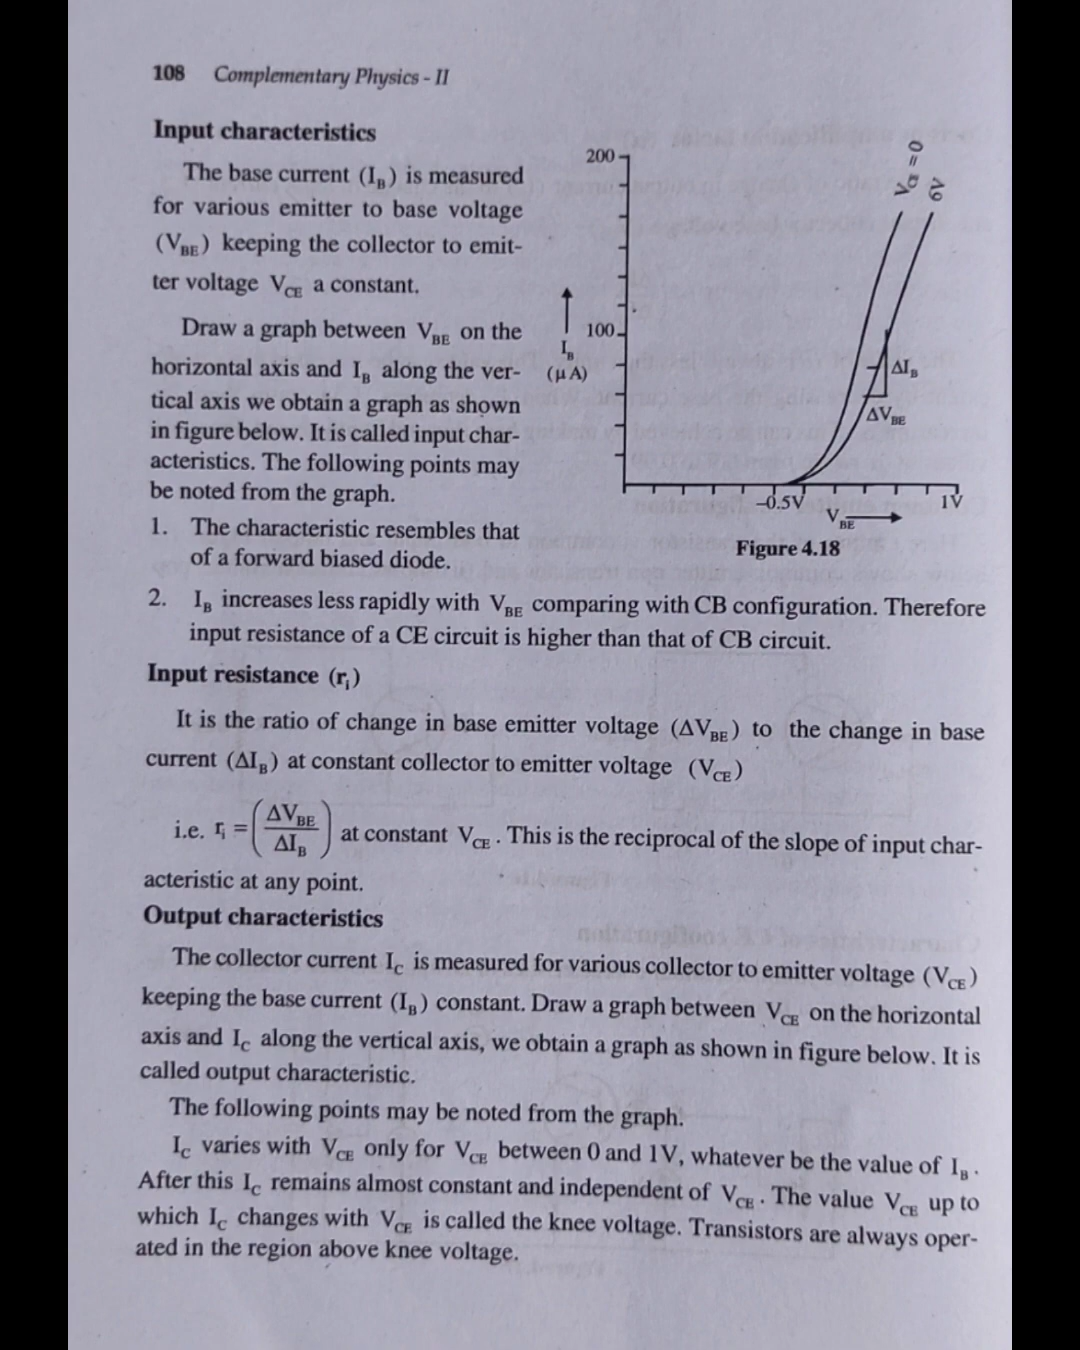 108 Complementary Physics - II
Input characteristics
The base current (I_B) is measured
for various emitter to base voltage
(V_BE) keeping the collector to emit-
ter voltage V_CE a constant.
Draw a graph between V_BE on the
horizontal axis and I_B along the ver-
tical axis we obtain a graph as shown
in figure below. It is called input char-
acteristics. The following points may
be noted from the graph.
1. The characteristic resembles that
of a forward biased diode.
200
100
I_B
(μA)
= 0
6V
ΔI_B
ΔV_BE
–0.5V
1V
V_BE
Figure 4.18
2. I_B increases less rapidly with V_BE comparing with CB configuration. Therefore
input resistance of a CE circuit is higher than that of CB circuit.
Input resistance (r_i)
It is the ratio of change in base emitter voltage (ΔV_BE) to the change in base
current (ΔI_B) at constant collector to emitter voltage (V_CE)
i.e. r_i = (ΔV_BE / ΔI_B) at constant V_CE. This is the reciprocal of the slope of input char-
acteristic at any point.
Output characteristics
The collector current I_C is measured for various collector to emitter voltage (V_CE)
keeping the base current (I_B) constant. Draw a graph between V_CE on the horizontal
axis and I_C along the vertical axis, we obtain a graph as shown in figure below. It is
called output characteristic.
The following points may be noted from the graph.
I_C varies with V_CE only for V_CE between 0 and 1V, whatever be the value of I_B.
After this I_C remains almost constant and independent of V_CE. The value V_CE up to
which I_C changes with V_CE is called the knee voltage. Transistors are always oper-
ated in the region above knee voltage.